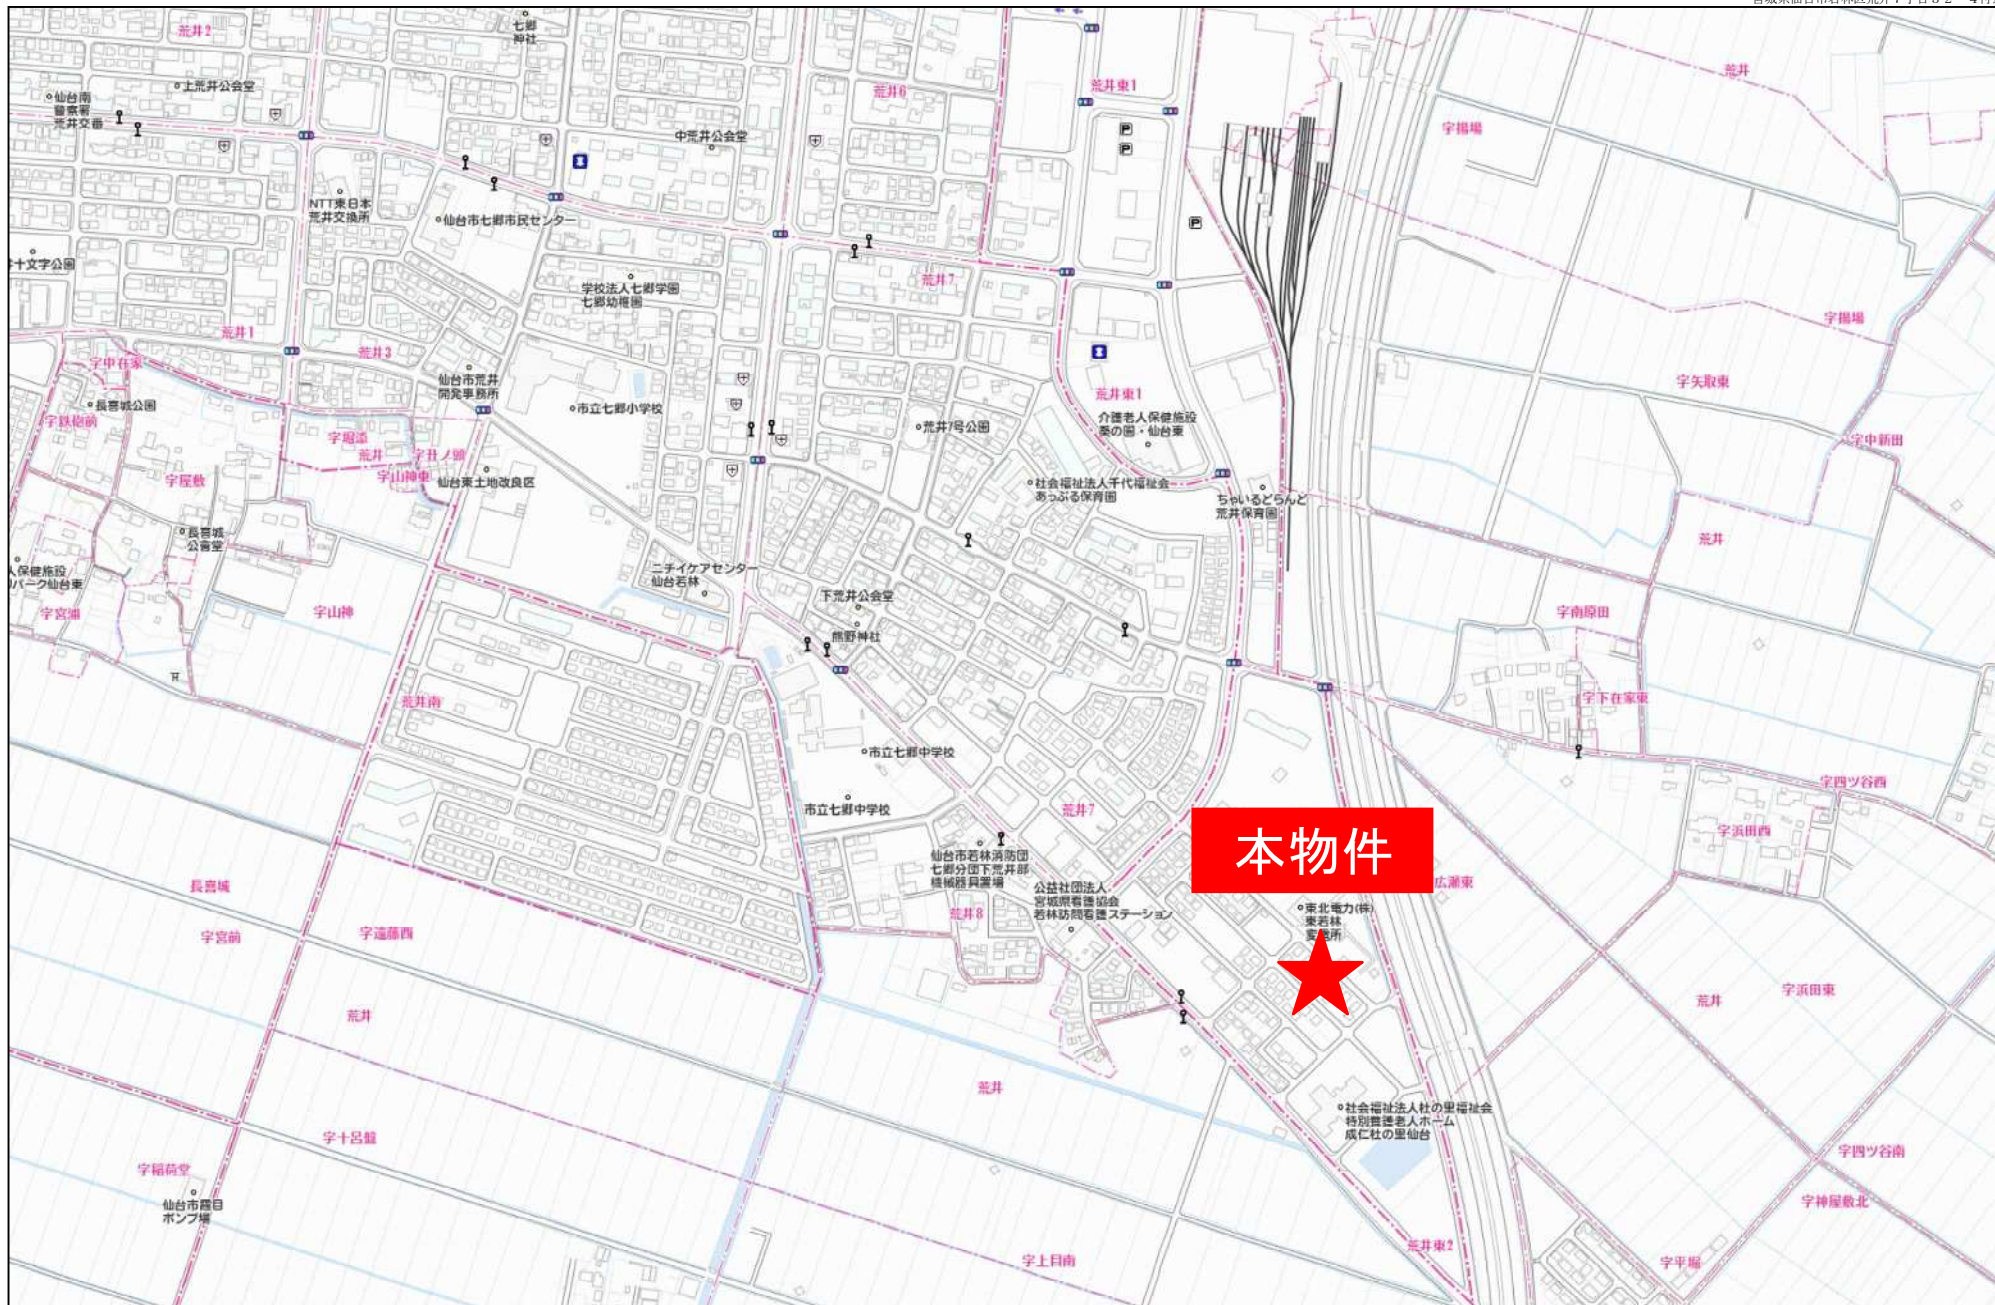 七郷
神社
荒井2
上荒井公会堂
仙台南
警察署
荒井交番
荒井6
荒井東1
荒井
字揚場
中荒井公会堂
NTT東日本
荒井交換所
仙台市七郷市民センター
十文字公園
学校法人七郷学園
七郷幼稚園
荒井7
字揚場
荒井1
荒井3
字中在家
仙台市荒井
開発事務所
荒井東1
字矢取東
長喜城公園
市立七郷小学校
介護老人保健施設
葉の園・仙台東
字鉄砲前
荒井7号公園
字堀添
荒井
字丑ノ頭
字中新田
字屋敷
字山神東
仙台東土地改良区
社会福祉法人千代福祉会
あっぷる保育園
ちゃいるどらんど
荒井保育園
長喜城
公会堂
荒井
人保健施設
パーク仙台東
ニチイケアセンター
仙台若林
下荒井公会堂
字宮浦
字山神
字南原田
熊野神社
荒井南
字下在家東
市立七郷中学校
字四ツ谷西
市立七郷中学校
荒井7
字浜田西
本物件
仙台市若林消防団
七郷分団下荒井部
機械器具置場
長喜城
公益社団法人
宮城県看護協会
若林訪問看護ステーション
広瀬東
荒井8
東北電力(株)
東若林
変電所
字宮前
字遠藤西
字浜田東
荒井
荒井
荒井
社会福祉法人杜の里福祉会
特別養護老人ホーム
成仁杜の里仙台
字十呂盤
字四ツ谷南
字稲荷堂
仙台市霞目
ポンプ場
字神屋敷北
荒井東2
字上目南
字平堀